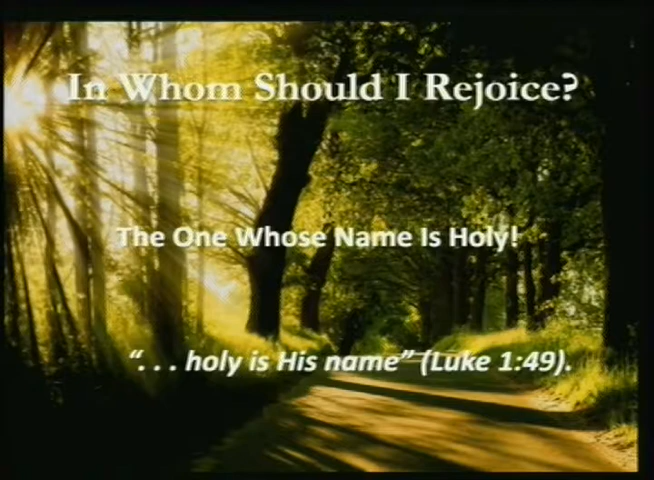 In Whom Should I Rejoice?
The One Whose Name Is Holy!
“. . . holy is His name” (Luke 1:49).